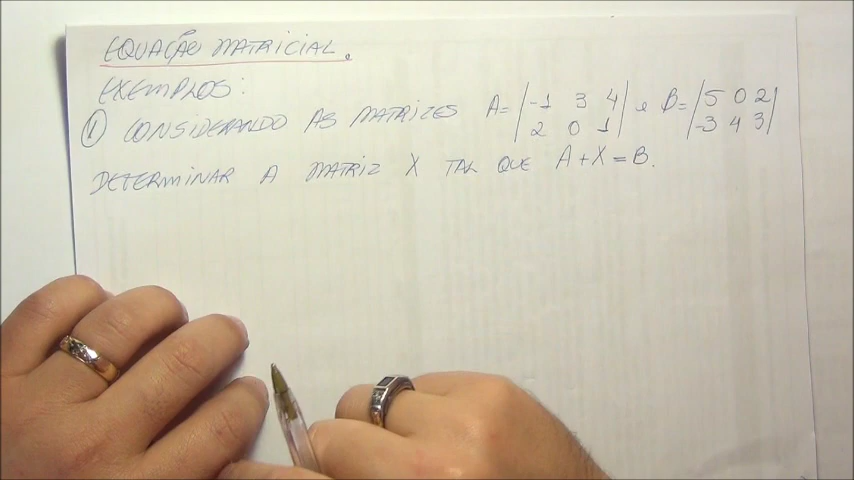 EQUAÇÃO MATRICIAL.
EXEMPLOS:
1 CONSIDERANDO AS MATRIZES A= |-1 3 4| e B= |5 0 2|
|2 0 1| |-3 4 3|
DETERMINAR A MATRIZ X TAL QUE A+X=B.